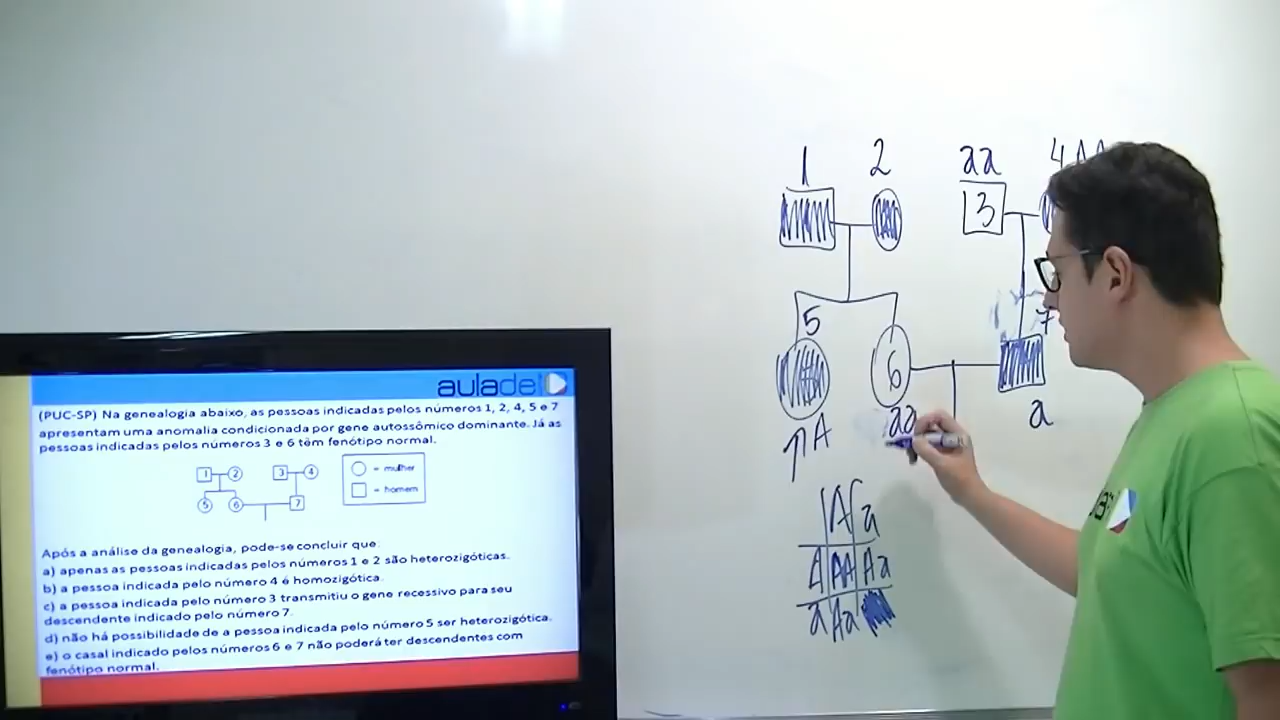 1 2 aa 4 AA
3
5 7
6
aa
A a
A a
A AA Aa
a Aa
auladeª
(PUC-SP) Na genealogia abaixo, as pessoas indicadas pelos números 1, 2, 4, 5 e 7
apresentam uma anomalia condicionada por gene autossômico dominante. Já as
pessoas indicadas pelos números 3 e 6 têm fenótipo normal.
1 2 3 4
5 6 7
= mulher
= homem
Após a análise da genealogia, pode-se concluir que:
a) apenas as pessoas indicadas pelos números 1 e 2 são heterozigóticas.
b) a pessoa indicada pelo número 4 é homozigótica.
c) a pessoa indicada pelo número 3 transmitiu o gene recessivo para seu
descendente indicado pelo número 7.
d) não há possibilidade de a pessoa indicada pelo número 5 ser heterozigótica.
e) o casal indicado pelos números 6 e 7 não poderá ter descendentes com
fenótipo normal.